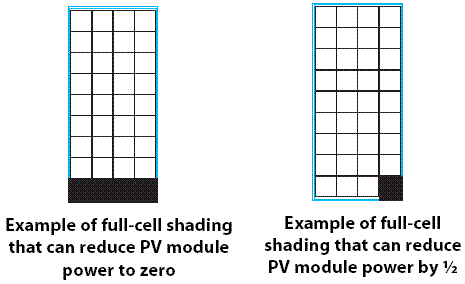 Example of full-cell shading
that can reduce PV module
power to zero
Example of full-cell
shading that can reduce
PV module power by ½